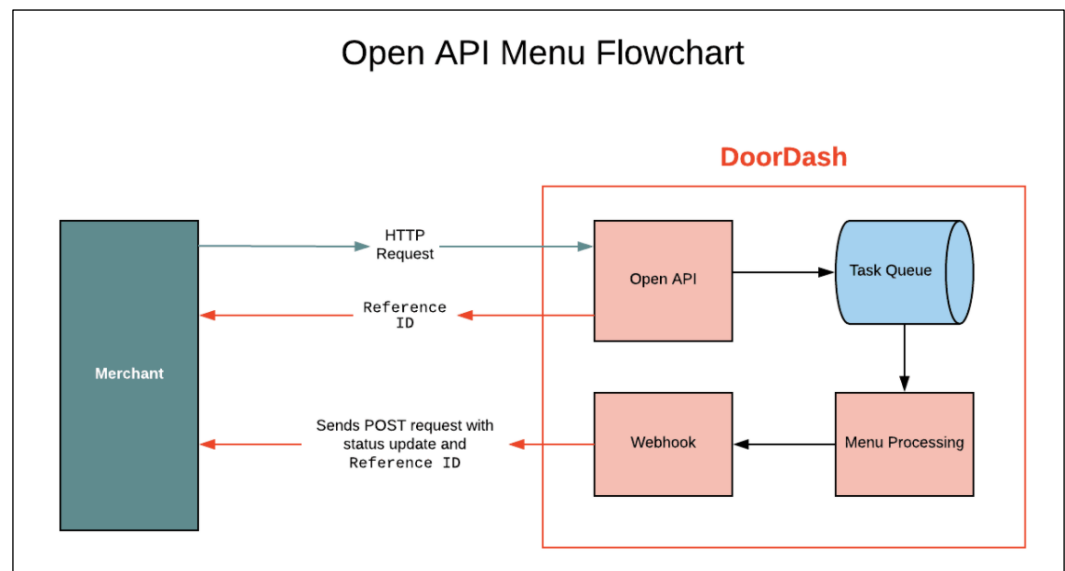 Open API Menu Flowchart
DoorDash
HTTP
Request
Open API
Task Queue
Reference
ID
Merchant
Sends POST request with
status update and
Reference ID
Webhook
Menu Processing